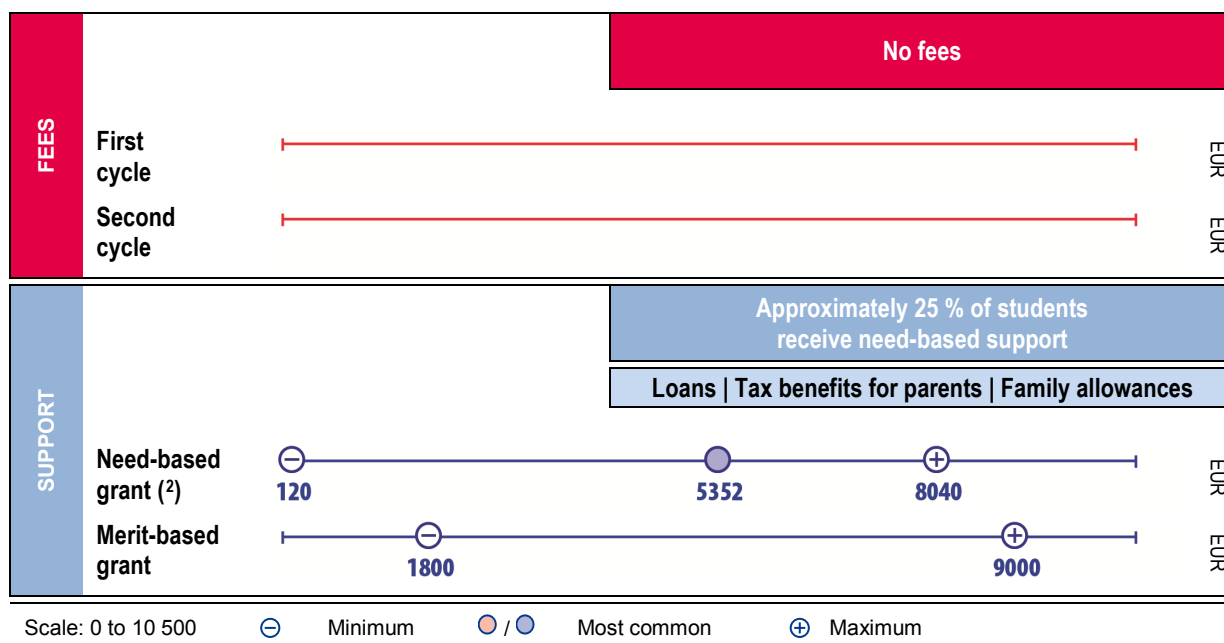 FEES
No fees
First
cycle
EUR
Second
cycle
EUR
SUPPORT
Approximately 25 % of students
receive need-based support
Loans | Tax benefits for parents | Family allowances
Need-based
grant (²)
120
5352
8040
EUR
Merit-based
grant
1800
9000
EUR
Scale: 0 to 10 500 Minimum / Most common Maximum